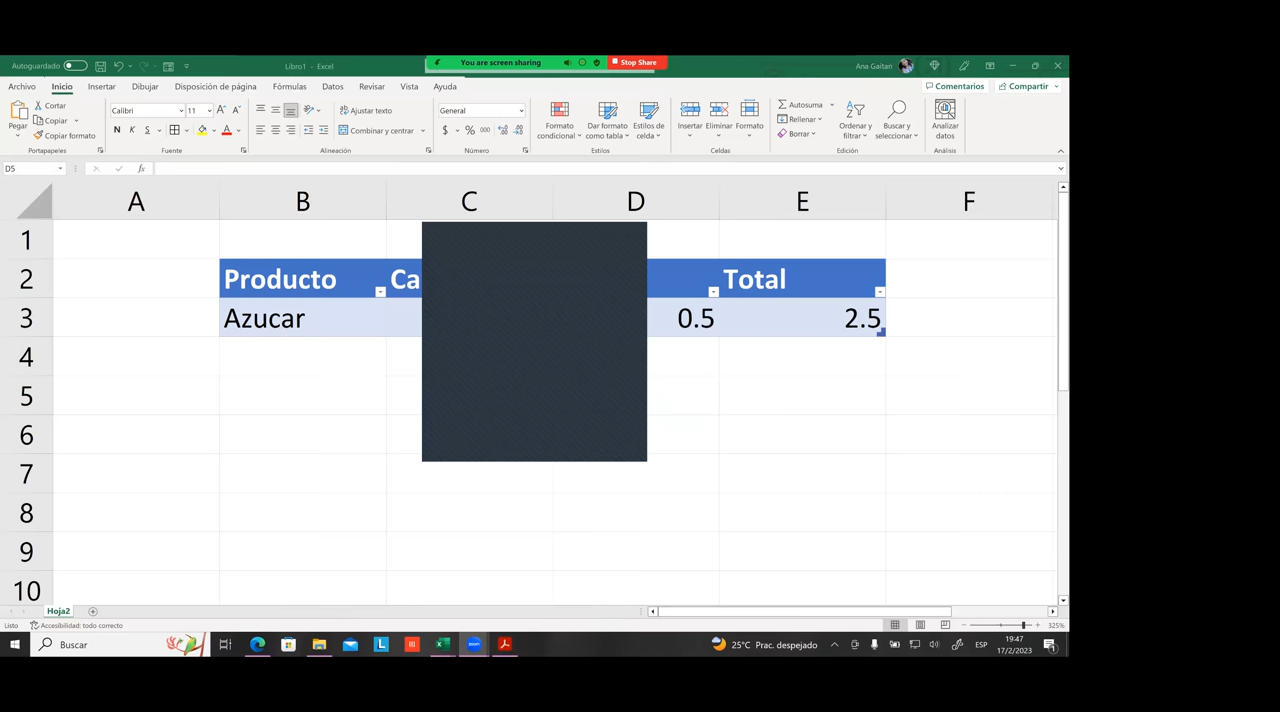 Autoguardado
Libro1 - Excel
You are screen sharing
Stop Share
Ana Gaitan
Archivo Inicio Insertar Dibujar Disposición de página Fórmulas Datos Revisar Vista Ayuda
Comentarios
Compartir
Pegar
Cortar
Copiar
Copiar formato
Portapapeles
Calibri 11 A A
N K S A
Fuente
Ajustar texto
Combinar y centrar
Alineación
General
$ % 000
Número
Formato condicional
Dar formato como tabla
Estilos de celda
Estilos
Insertar
Eliminar
Formato
Celdas
Autosuma
Rellenar
Borrar
Ordenar y filtrar
Buscar y seleccionar
Edición
Analizar datos
Análisis
D5 fx
A B C D E F
1
2 Producto Ca Total
3 Azucar 0.5 2.5
4
5
6
7
8
9
10
Hoja2
Listo
Accesibilidad: todo correcto
325%
Buscar
L
25°C Prac. despejado
ESP
19:47
17/2/2023